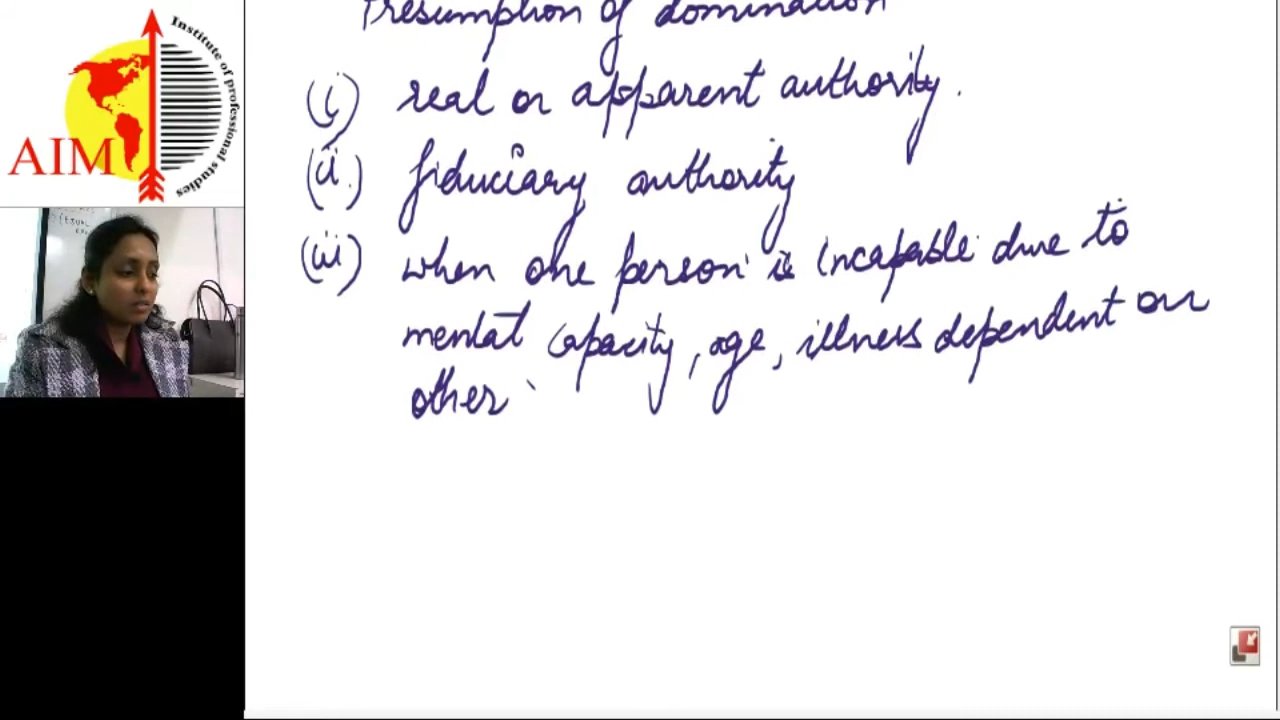 Institute of professional studies
AIM
Presumption of domination
(i) real or apparent authority.
(ii.) fiduciary authority
(iii) when one person is incapable due to
mental capacity, age, illness dependent on
other